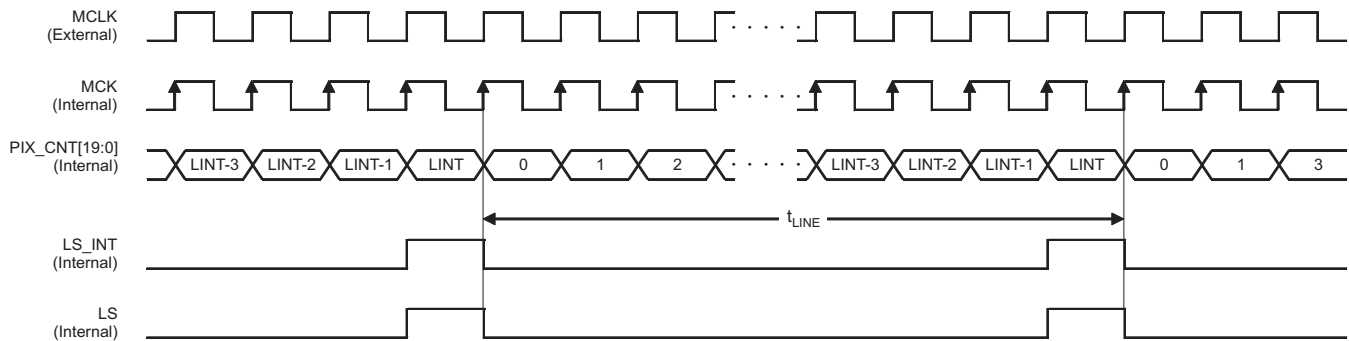 MCLK
(External)
MCK
(Internal)
PIX_CNT[19:0]
(Internal)
LINT-3 LINT-2 LINT-1 LINT 0 1 2 LINT-3 LINT-2 LINT-1 LINT 0 1 3
tLINE
LS_INT
(Internal)
LS
(Internal)